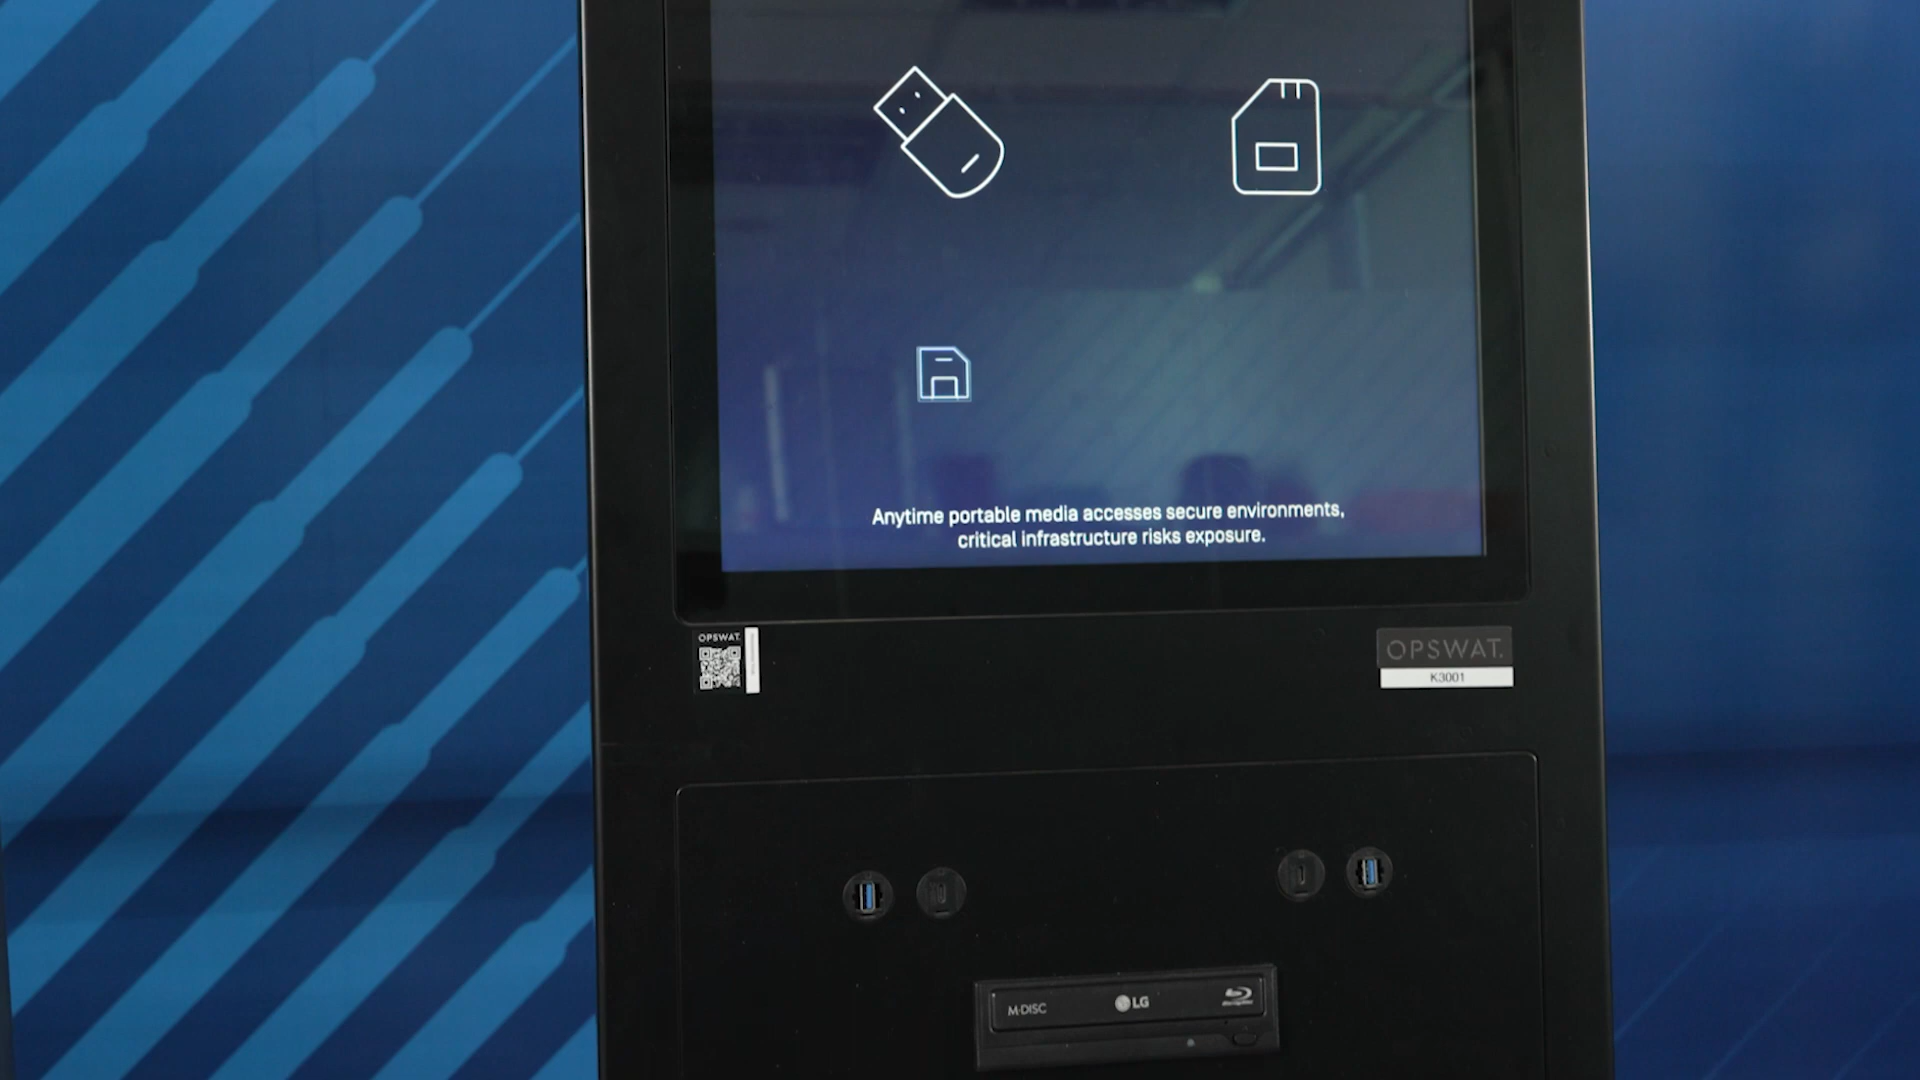 Anytime portable media accesses secure environments,
critical infrastructure risks exposure.
OPSWAT.
OPSWAT.
K3001
M-DISC
LG